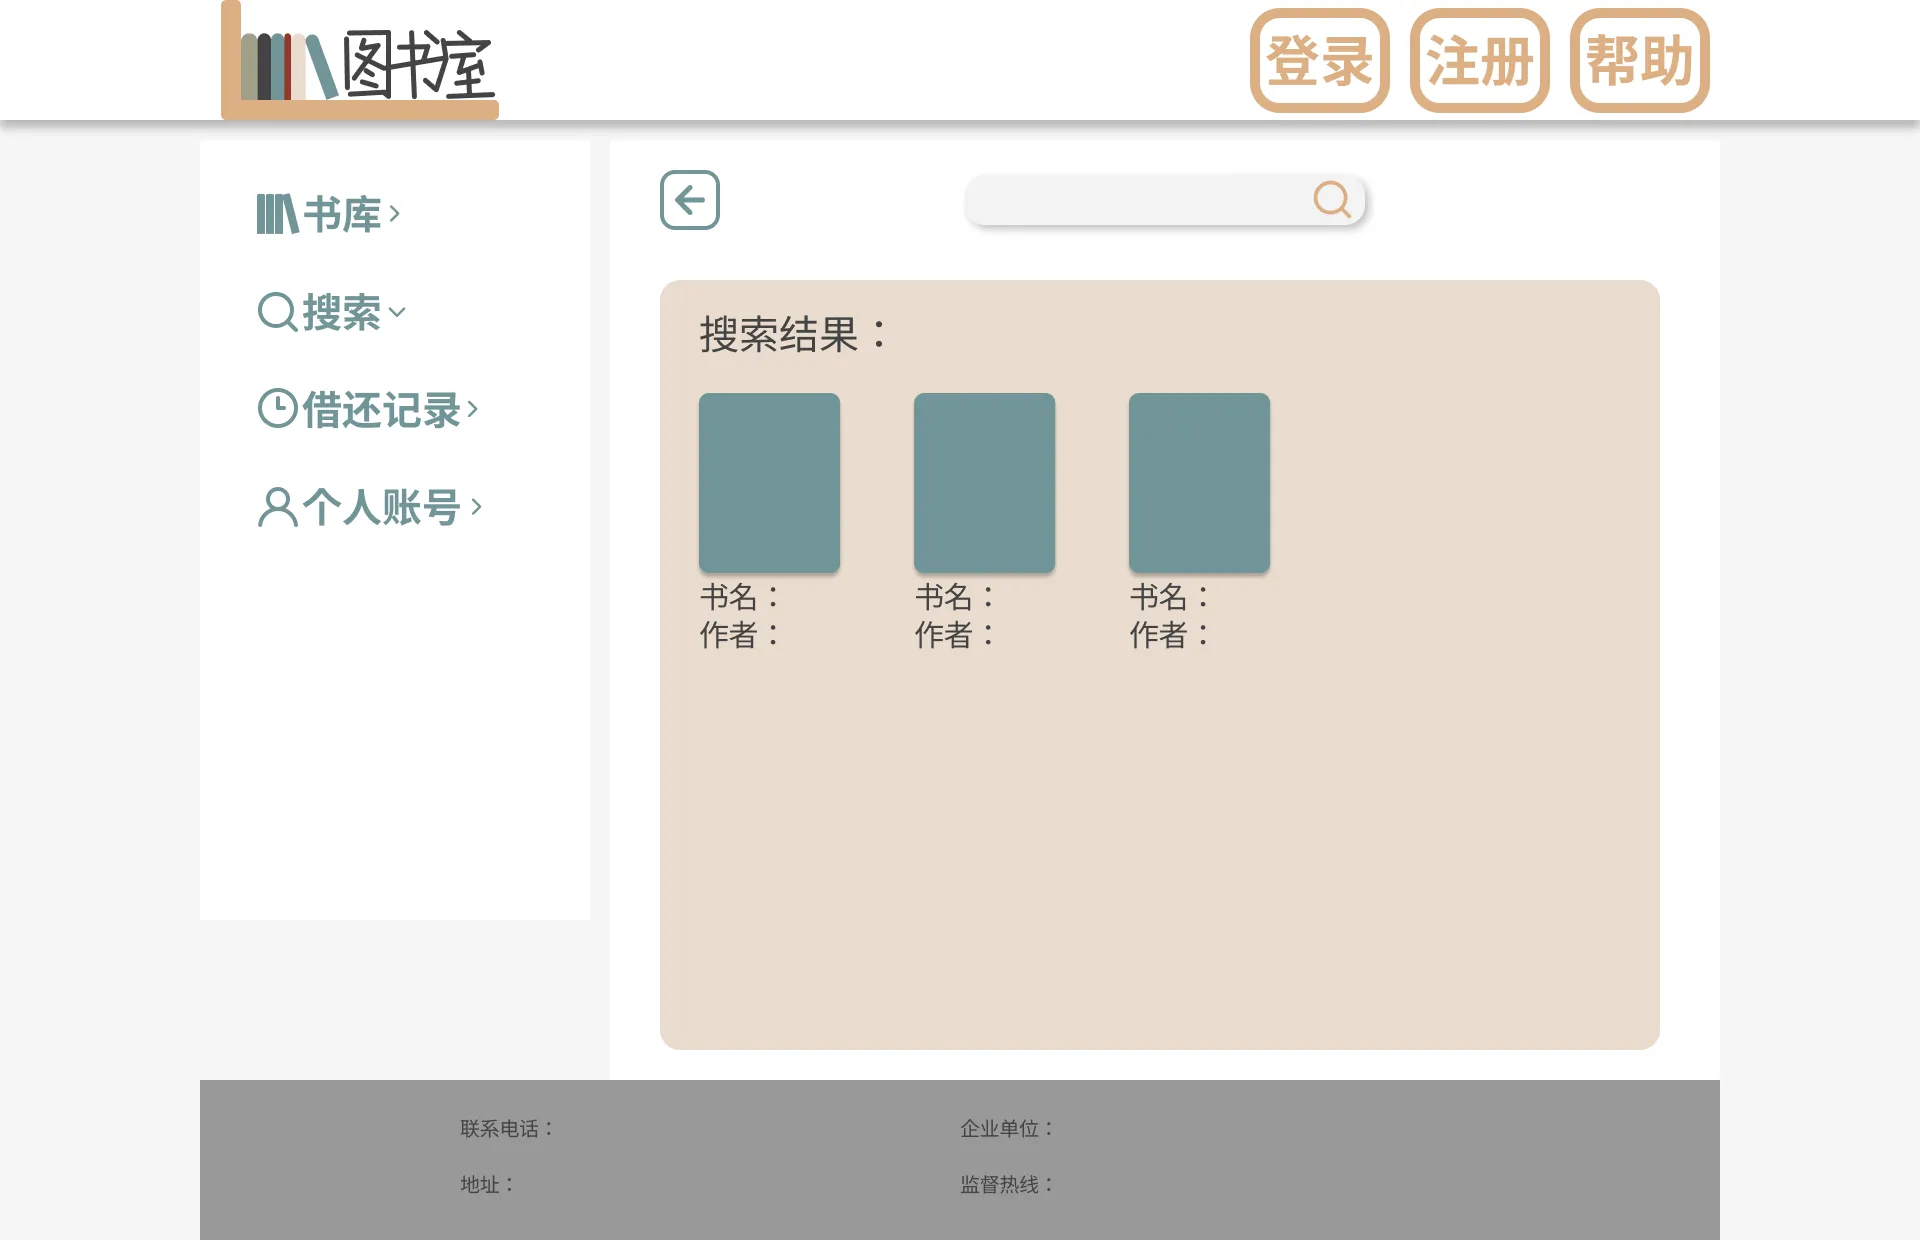 图书室
登录
注册
帮助
书库
搜索
借还记录
个人账号
搜索结果：
书名：
作者：
书名：
作者：
书名：
作者：
联系电话：
企业单位：
地址：
监督热线：